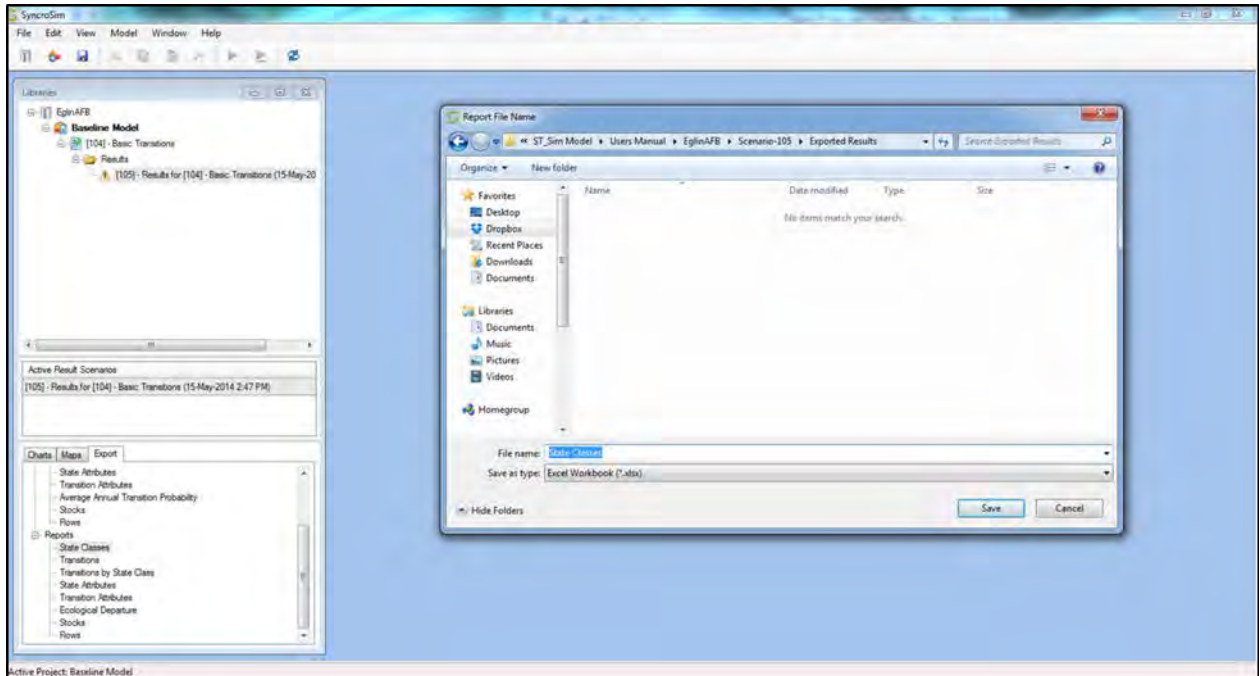 SyncroSim
File Edit View Model Window Help
Libraries
EglinAFB
Baseline Model
[104] - Basic Transitions
Results
[105] - Results for [104] - Basic Transitions (15-May-20
Active Result Scenarios
[105] - Results for [104] - Basic Transitions (15-May-2014 2:47 PM)
Charts Maps Export
State Attributes
Transition Attributes
Average Annual Transition Probability
Stocks
Flows
Reports
State Classes
Transitions
Transitions by State Class
State Attributes
Transition Attributes
Ecological Departure
Stocks
Flows
Active Project: Baseline Model
Report File Name
« ST_Sim Model ▸ Users Manual ▸ EglinAFB ▸ Scenario-105 ▸ Exported Results
Search Exported Results
Organize ▾ New folder
Name Date modified Type Size
No items match your search.
Favorites
Desktop
Dropbox
Recent Places
Downloads
Documents
Libraries
Documents
Music
Pictures
Videos
Homegroup
File name: State Classes
Save as type: Excel Workbook (*.xlsx)
Hide Folders
Save Cancel